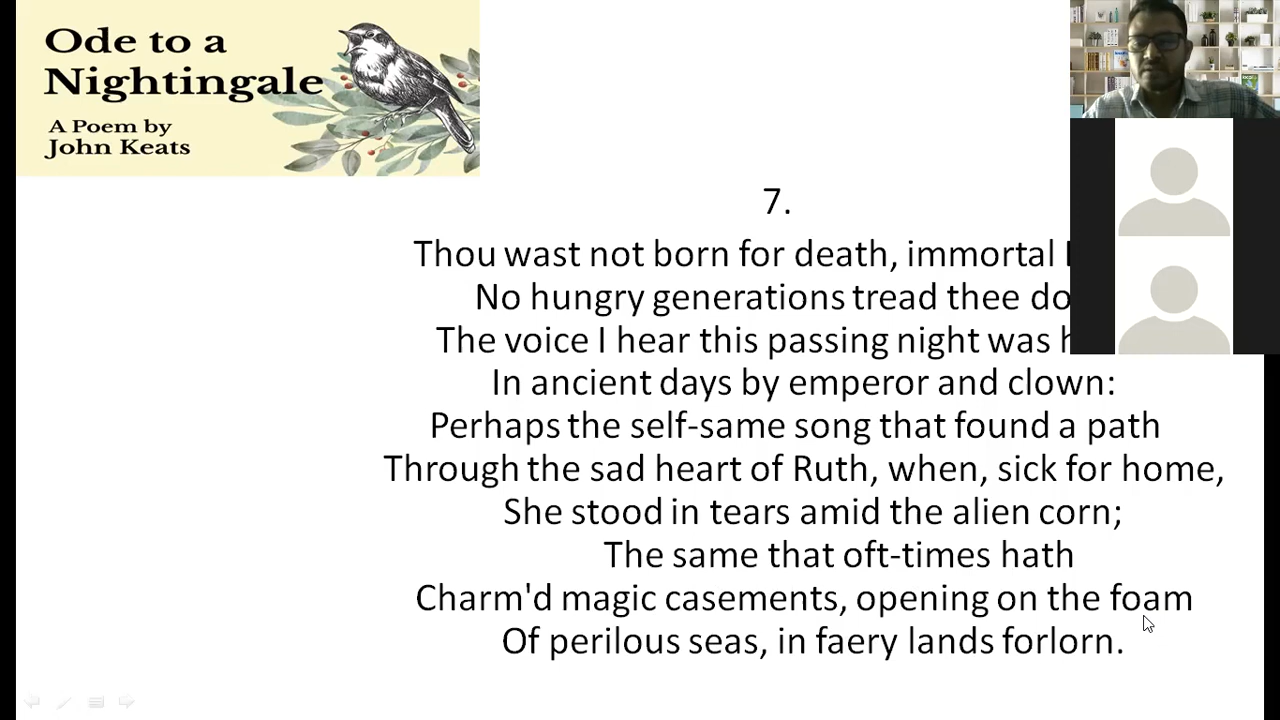 Ode to a
Nightingale
A Poem by
John Keats
7.
Thou wast not born for death, immortal
No hungry generations tread thee
The voice I hear this passing night was
In ancient days by emperor and clown:
Perhaps the self-same song that found a path
Through the sad heart of Ruth, when, sick for home,
She stood in tears amid the alien corn;
The same that oft-times hath
Charm'd magic casements, opening on the foam
Of perilous seas, in faery lands forlorn.